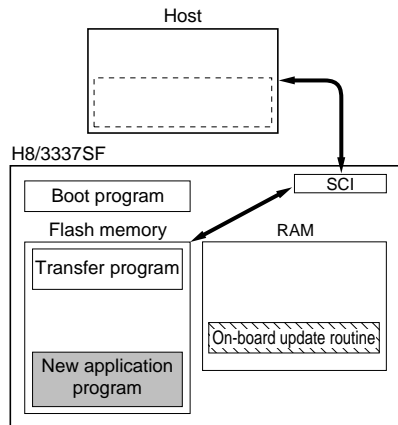 Host
H8/3337SF
SCI
Boot program
Flash memory
RAM
Transfer program
On-board update routine
New application
program